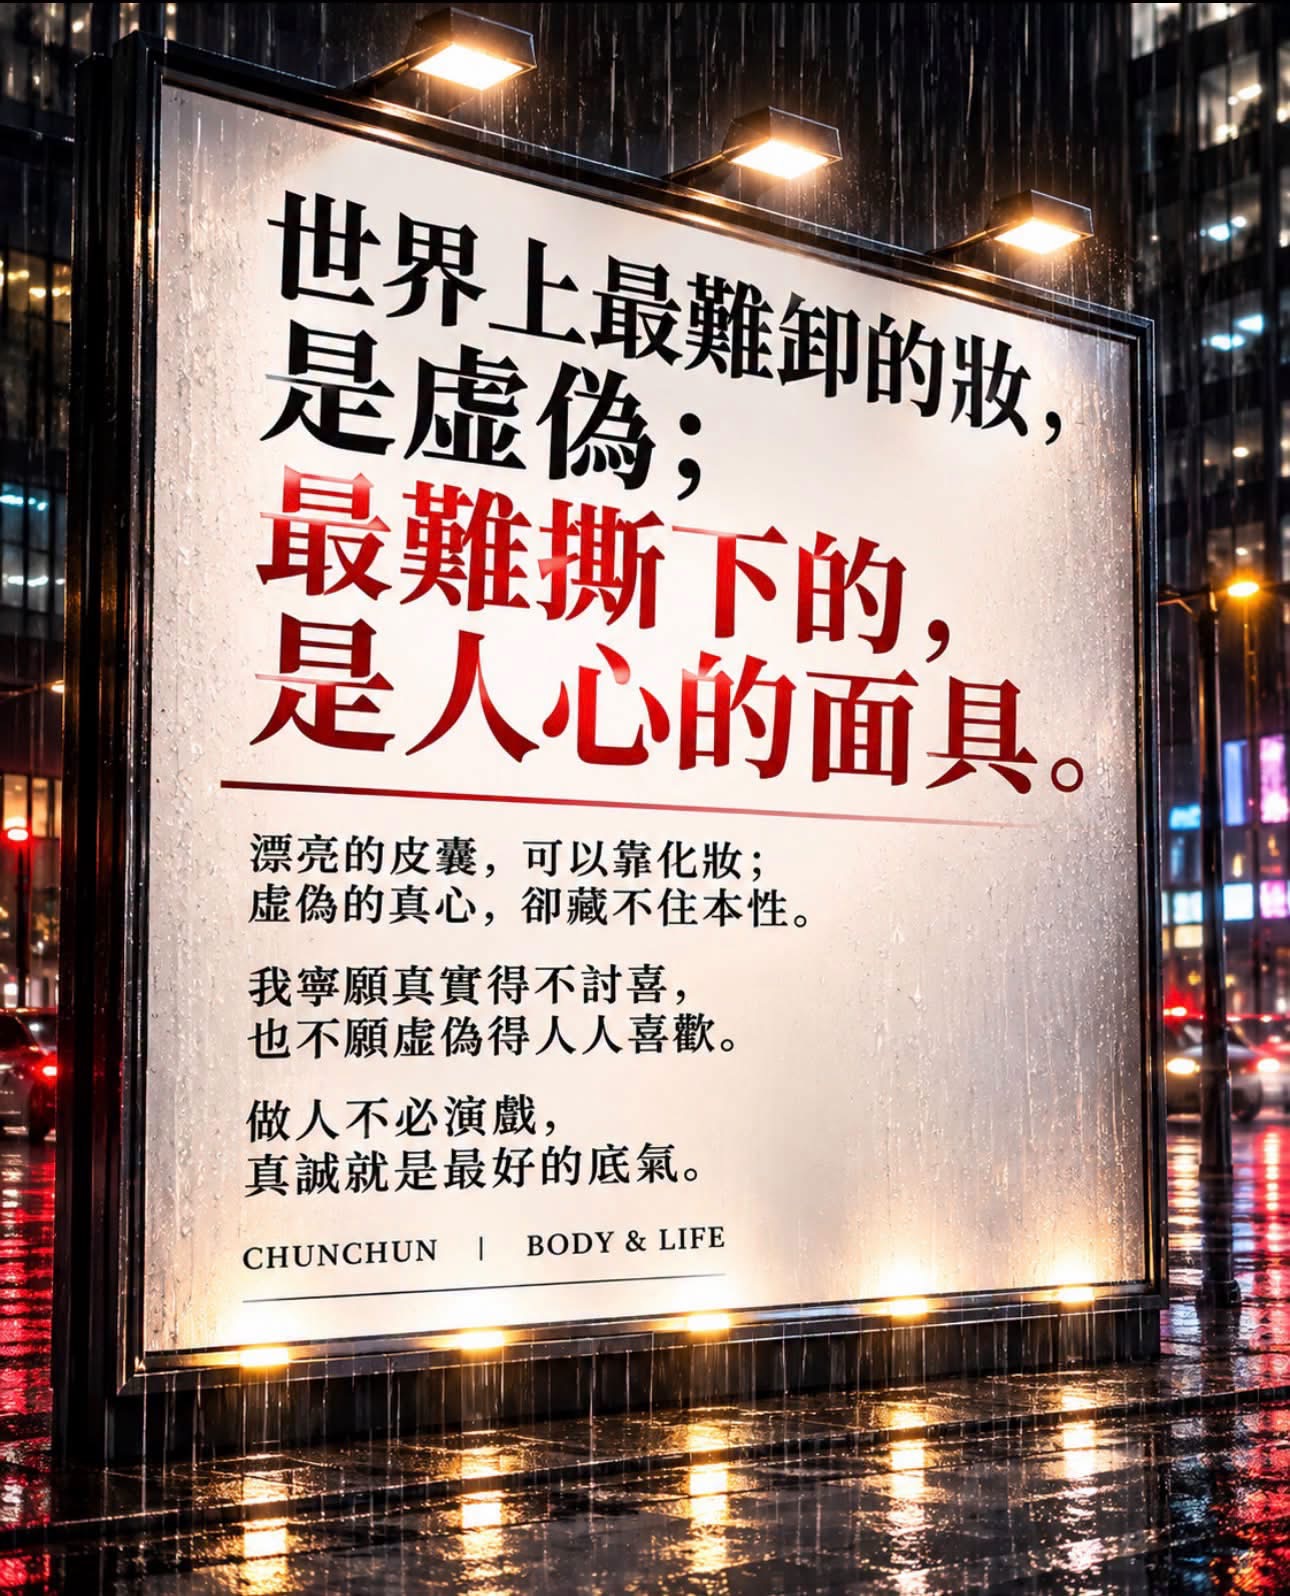 世界上最難卸的妝，
是虛偽；
最難撕下的，
是人心的面具。
漂亮的皮囊，可以靠化妝；
虛偽的真心，卻藏不住本性。
我寧願真實得不討喜，
也不願虛偽得人人喜歡。
做人不必演戲，
真誠就是最好的底氣。
CHUNCHUN | BODY & LIFE